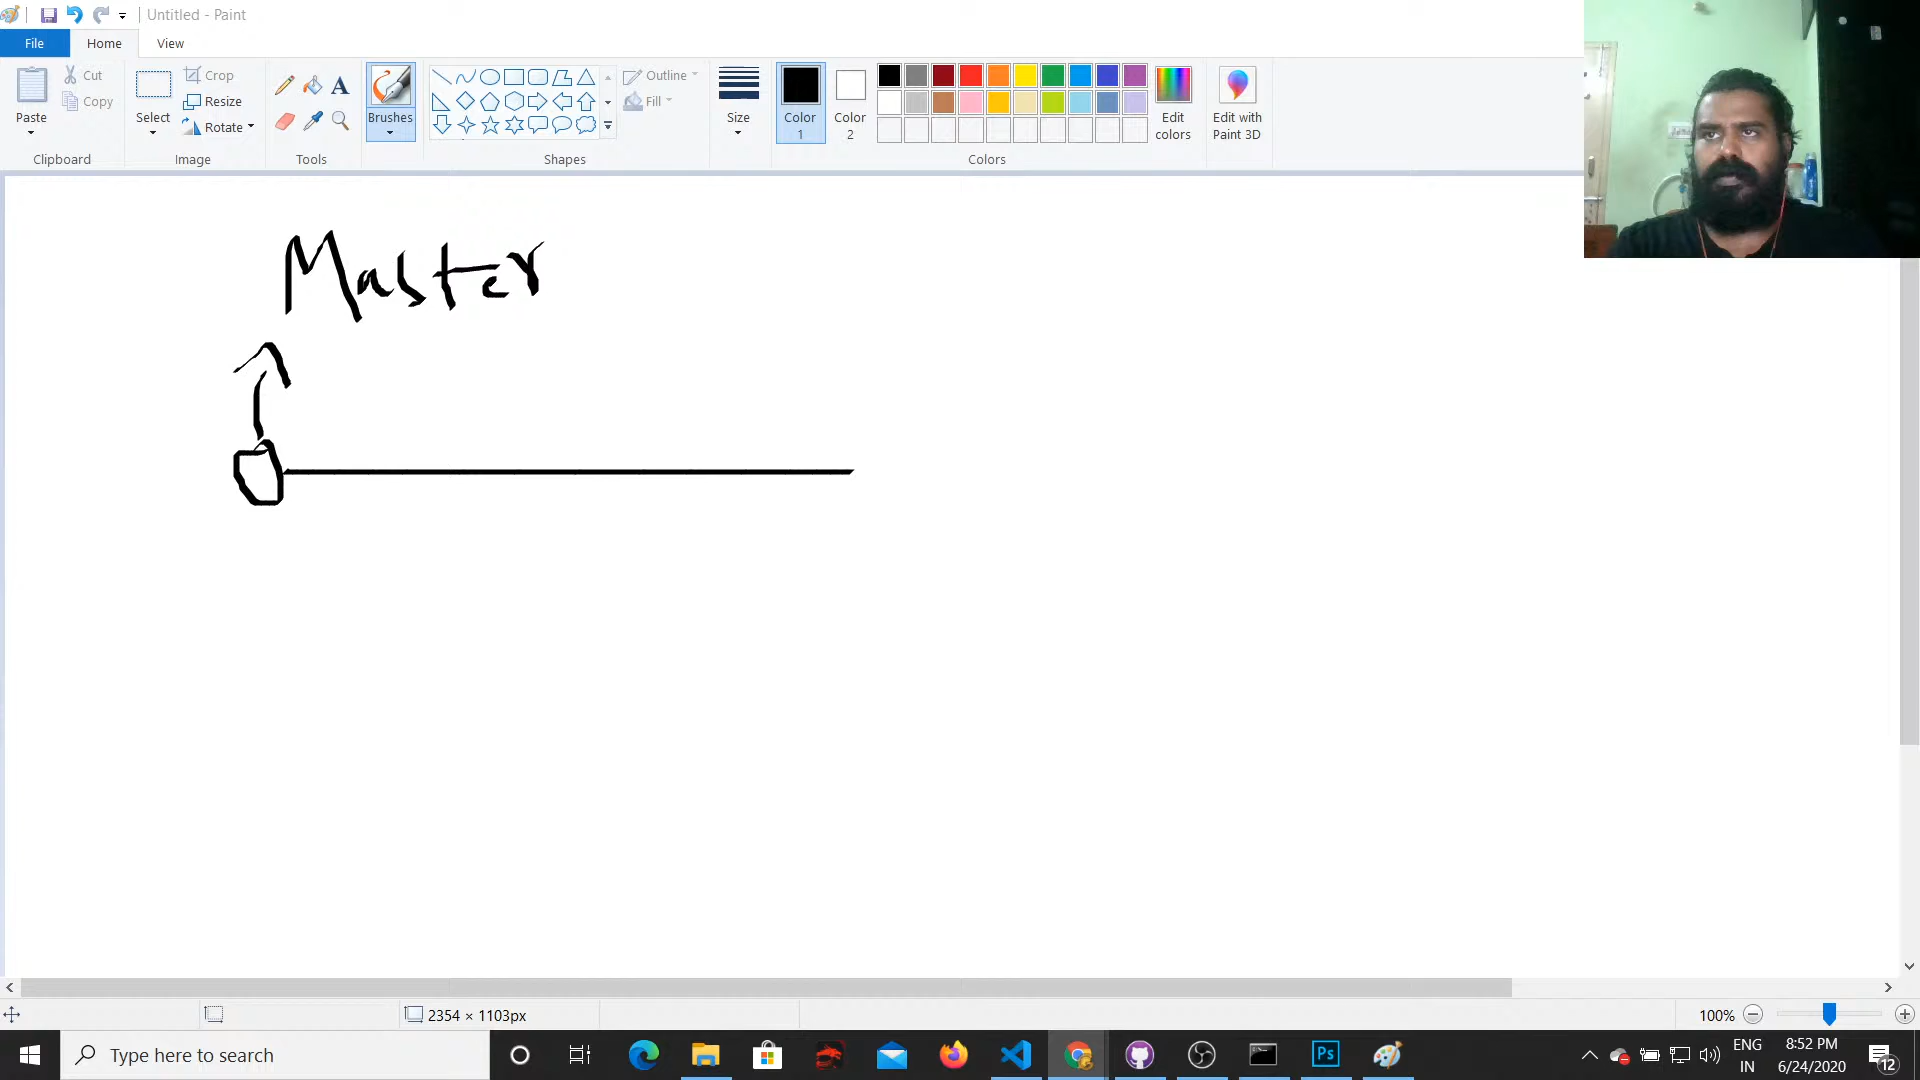 Untitled - Paint
File Home View
Paste
Cut
Copy
Clipboard
Select
Crop
Resize
Rotate
Image
Tools
Brushes
Shapes
Outline
Fill
Size
Color 1
Color 2
Colors
Edit colors
Edit with Paint 3D
Master
2354 × 1103px
100%
Type here to search
Ps
ENG
IN
8:52 PM
6/24/2020
12